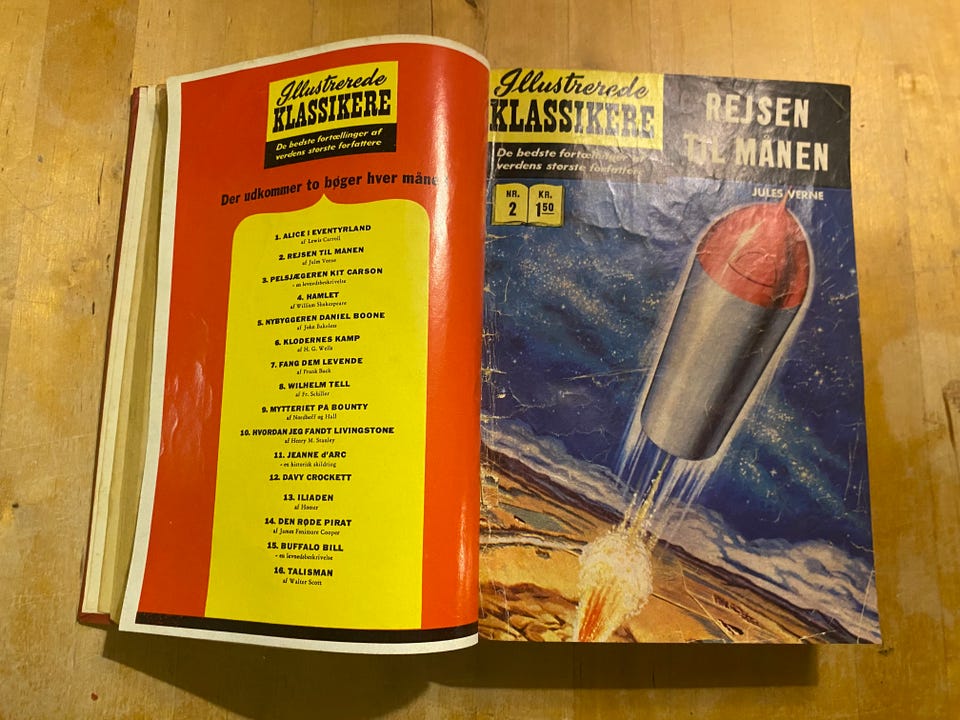 Illustrerede
KLASSIKERE
De bedste fortællinger af
verdens største forfattere
Der udkommer to bøger hver måne
1. ALICE I EVENTYRLAND
af Lewis Carroll
2. REJSEN TIL MÅNEN
af Jules Verne
3. PELSJÆGEREN KIT CARSON
- en levnedsbeskrivelse
4. HAMLET
af William Shakespeare
5. NYBYGGEREN DANIEL BOONE
af John Bakeless
6. KLODERNES KAMP
af H. G. Wells
7. FANG DEM LEVENDE
af Frank Buck
8. WILHELM TELL
af Fr. Schiller
9. MYTTERIET PÅ BOUNTY
af Nordhoff og Hall
10. HVORDAN JEG FANDT LIVINGSTONE
af Henry M. Stanley
11. JEANNE d'ARC
- en historisk skildring
12. DAVY CROCKETT
13. ILIADEN
af Homer
14. DEN RØDE PIRAT
af James Fenimore Cooper
15. BUFFALO BILL
- en levnedsbeskrivelse
16. TALISMAN
af Walter Scott
Illustrerede
KLASSIKERE
De bedste fortællinger af
verdens største forfattere
NR.
2
KR.
1.50
REJSEN
TIL MÅNEN
JULES VERNE